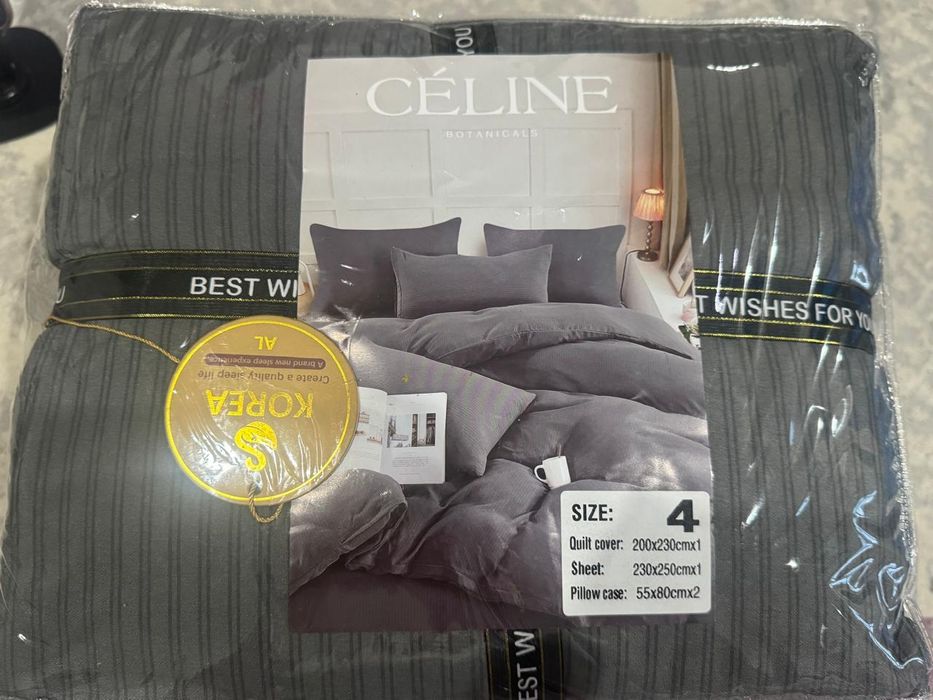 YOU
CÉLINE
BOTANICALS
BEST WI
T WISHES FOR YOU
KOREA
Create a quality sleep life
A brand new sleep experience.
AL
SIZE: 4
Quilt cover: 200x230cmx1
Sheet: 230x250cmx1
Pillow case: 55x80cmx2
BEST W